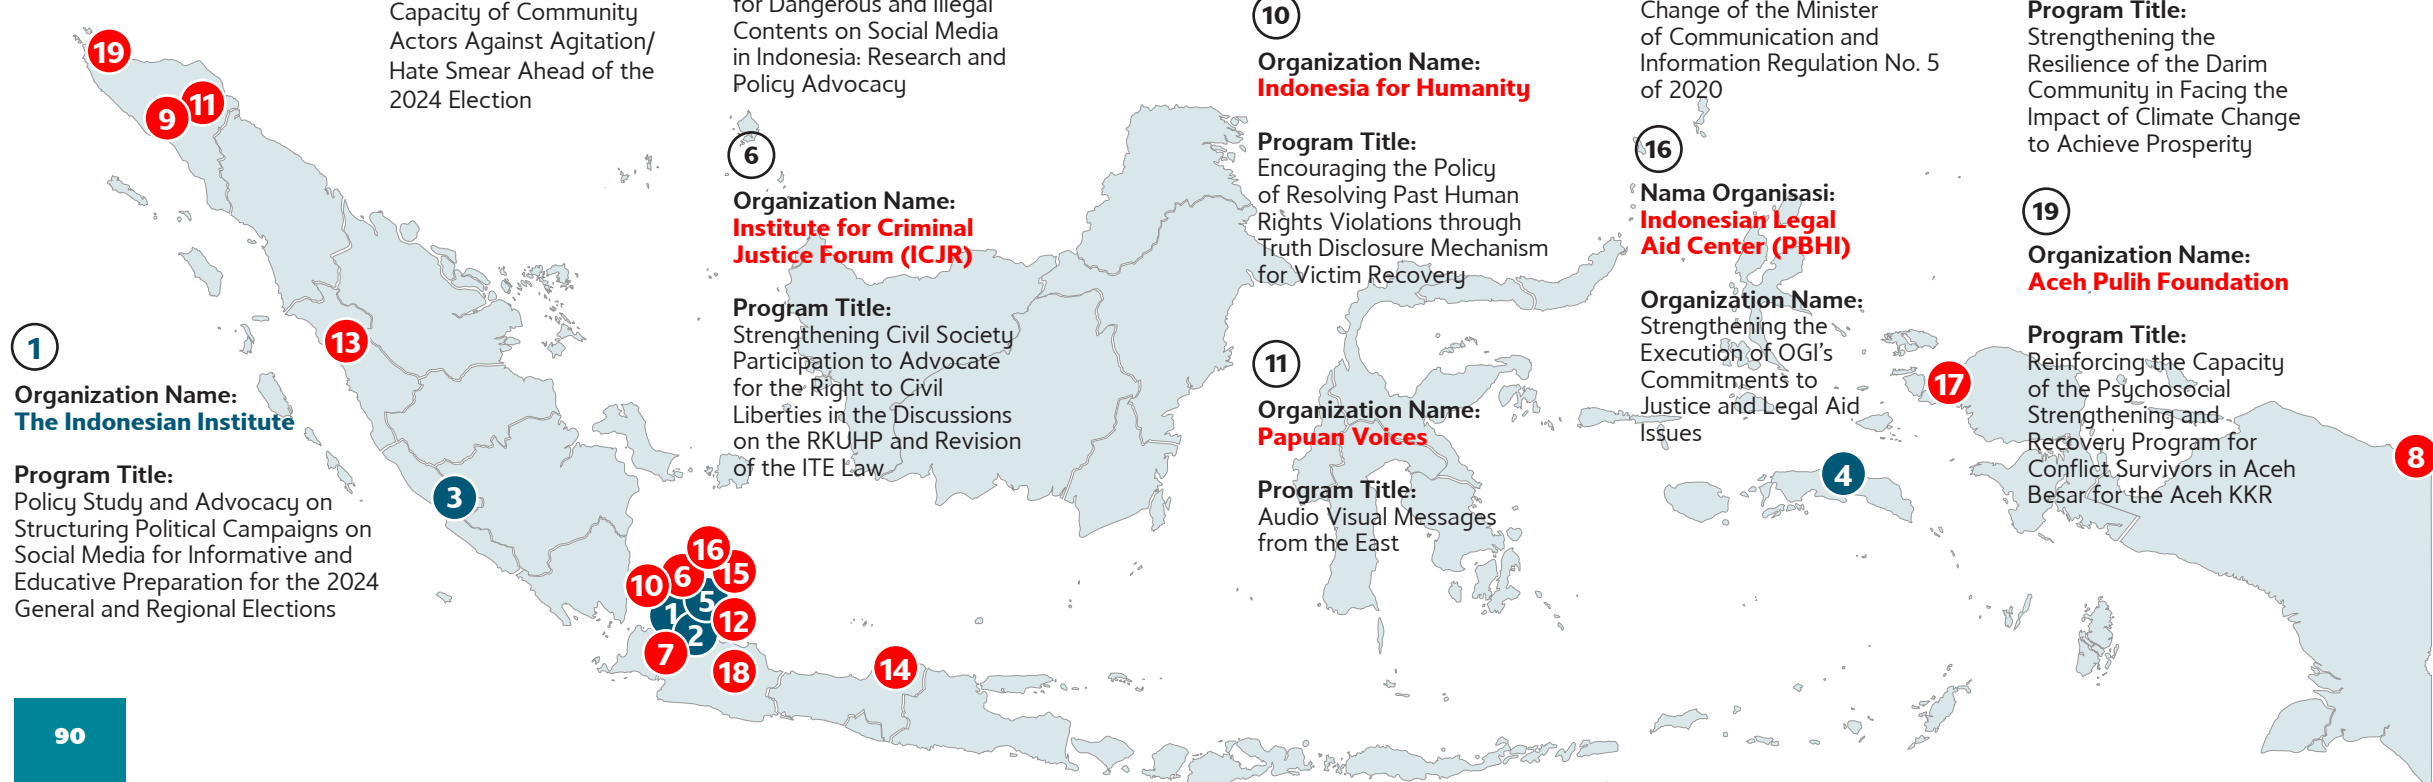 Capacity of Community
Actors Against Agitation/
Hate Smear Ahead of the
2024 Election
1
Organization Name:
The Indonesian Institute
Program Title:
Policy Study and Advocacy on
Structuring Political Campaigns on
Social Media for Informative and
Educative Preparation for the 2024
General and Regional Elections
for Dangerous and Illegal
Contents on Social Media
in Indonesia: Research and
Policy Advocacy
6
Organization Name:
Institute for Criminal
Justice Forum (ICJR)
Program Title:
Strengthening Civil Society
Participation to Advocate
for the Right to Civil
Liberties in the Discussions
on the RKUHP and Revision
of the ITE Law
10
Organization Name:
Indonesia for Humanity
Program Title:
Encouraging the Policy
of Resolving Past Human
Rights Violations through
Truth Disclosure Mechanism
for Victim Recovery
11
Organization Name:
Papuan Voices
Program Title:
Audio Visual Messages
from the East
Change of the Minister
of Communication and
Information Regulation No. 5
of 2020
16
Nama Organisasi:
Indonesian Legal
Aid Center (PBHI)
Organization Name:
Strengthening the
Execution of OGI's
Commitments to
Justice and Legal Aid
Issues
Program Title:
Strengthening the
Resilience of the Darim
Community in Facing the
Impact of Climate Change
to Achieve Prosperity
19
Organization Name:
Aceh Pulih Foundation
Program Title:
Reinforcing the Capacity
of the Psychosocial
Strengthening and
Recovery Program for
Conflict Survivors in Aceh
Besar for the Aceh KKR
19
11
9
13
3
16
6
15
10
5
1
12
2
7
18
14
17
4
8
90